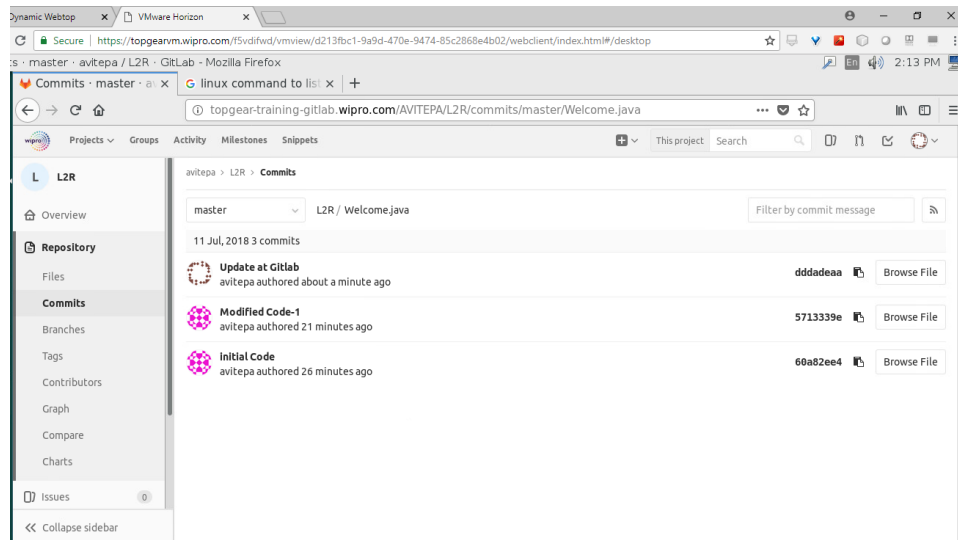 Dynamic Webtop
VMware Horizon
Secure | https://topgearvm.wipro.com/f5vdifwd/vmview/d213fbc1-9a9d-470e-9474-85c2868e4b02/webclient/index.html#/desktop
ts · master · avitepa / L2R · GitLab - Mozilla Firefox
En
2:13 PM
Commits · master · av
G linux command to list
topgear-training-gitlab.wipro.com/AVITEPA/L2R/commits/master/Welcome.java
wipro
Projects
Groups
Activity
Milestones
Snippets
This project
Search
L
L2R
avitepa > L2R > Commits
Overview
master
L2R / Welcome.java
Filter by commit message
Repository
11 Jul, 2018 3 commits
Files
Update at Gitlab
avitepa authored about a minute ago
dddadeaa
Browse File
Commits
Modified Code-1
avitepa authored 21 minutes ago
5713339e
Browse File
Branches
Tags
initial Code
avitepa authored 26 minutes ago
60a82ee4
Browse File
Contributors
Graph
Compare
Charts
Issues
0
Collapse sidebar